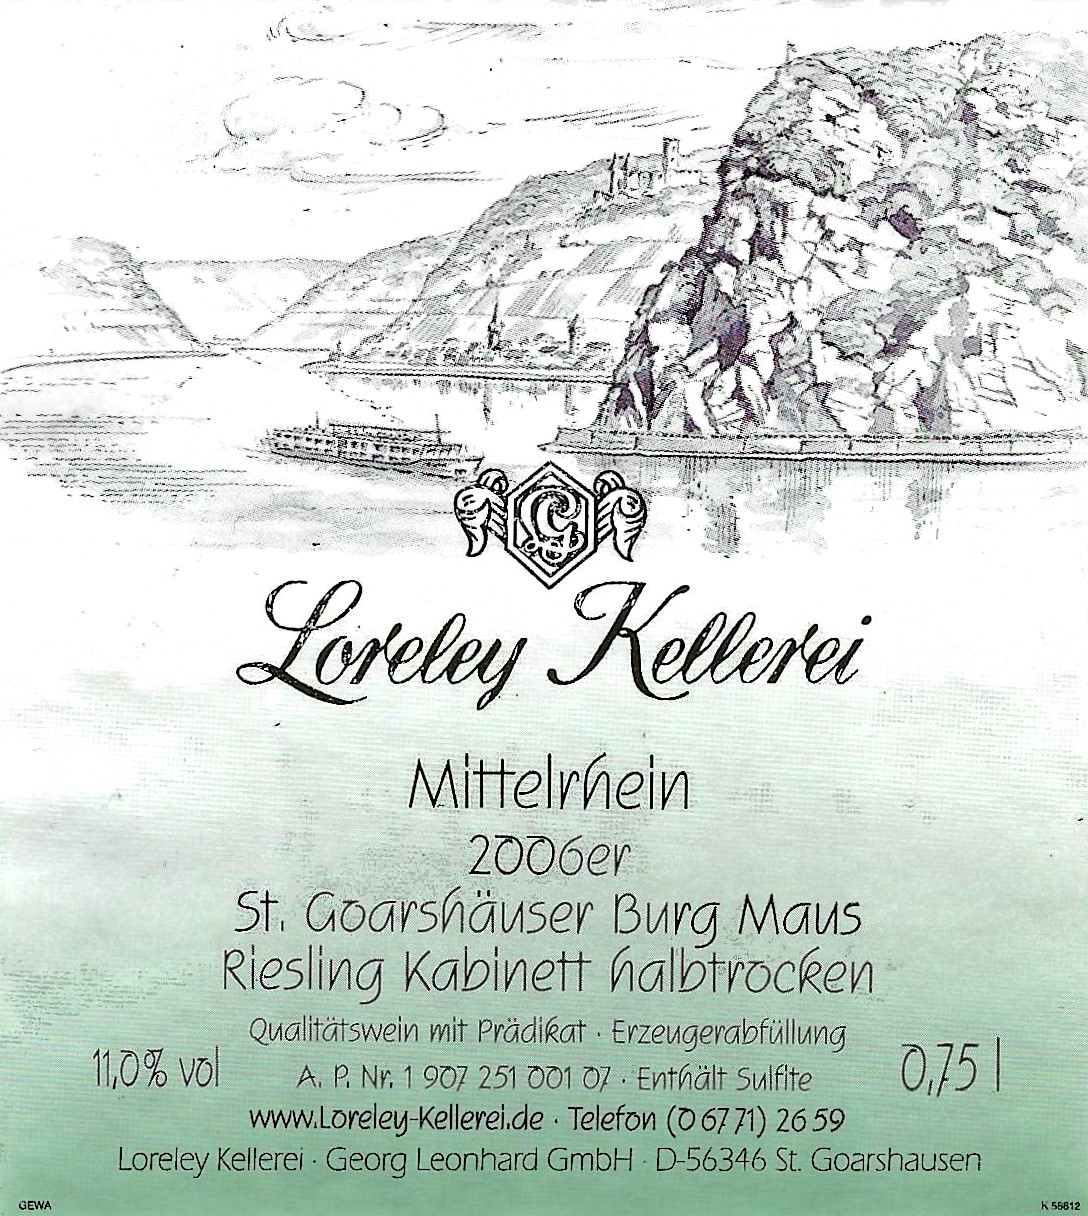 Loreley Kellerei
Mittelrhein
2006er
St. Goarshäuser Burg Maus
Riesling Kabinett halbtrocken
Qualitätswein mit Prädikat · Erzeugerabfüllung
11,0% vol
A. P. Nr. 1 907 251 001 07 · Enthält Sulfite
0,75 l
www.Loreley-Kellerei.de · Telefon (0 67 71) 26 59
Loreley Kellerei · Georg Leonhard GmbH · D-56346 St. Goarshausen
GEWA
K 56612